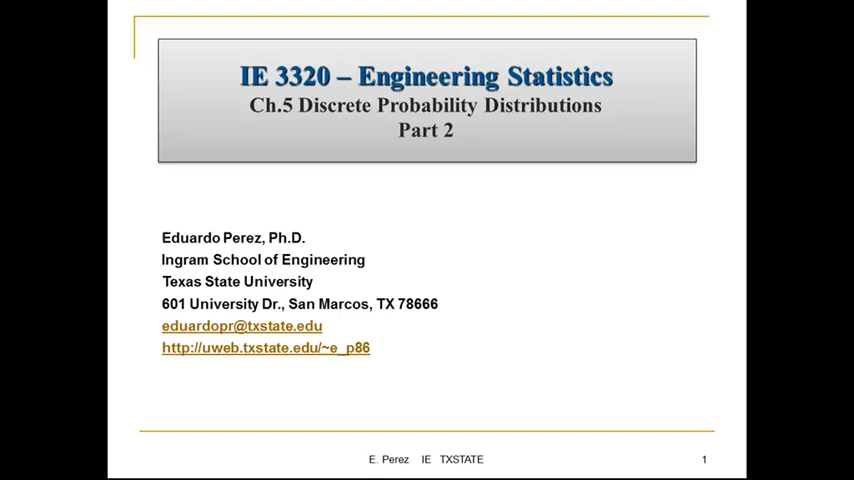 IE 3320 – Engineering Statistics
Ch.5 Discrete Probability Distributions
Part 2
Eduardo Perez, Ph.D.
Ingram School of Engineering
Texas State University
601 University Dr., San Marcos, TX 78666
eduardopr@txstate.edu
http://uweb.txstate.edu/~e_p86
E. Perez IE TXSTATE
1